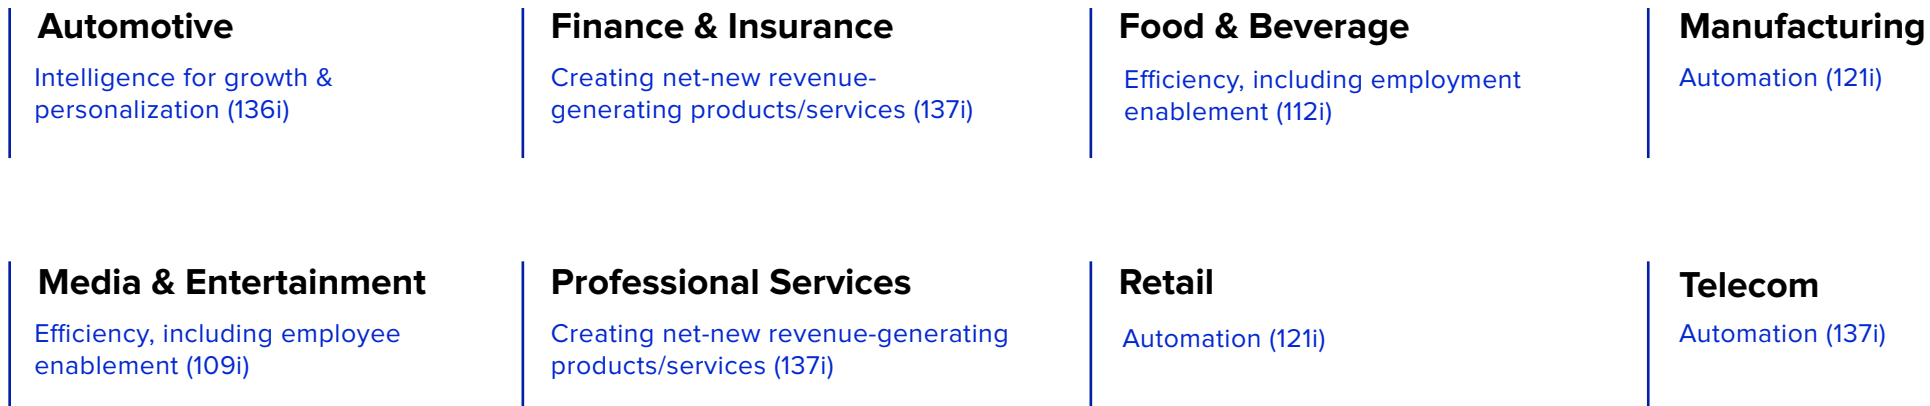 Automotive
Intelligence for growth &
personalization (136i)
Finance & Insurance
Creating net-new revenue-
generating products/services (137i)
Food & Beverage
Efficiency, including employment
enablement (112i)
Manufacturing
Automation (121i)
Media & Entertainment
Efficiency, including employee
enablement (109i)
Professional Services
Creating net-new revenue-generating
products/services (137i)
Retail
Automation (121i)
Telecom
Automation (137i)